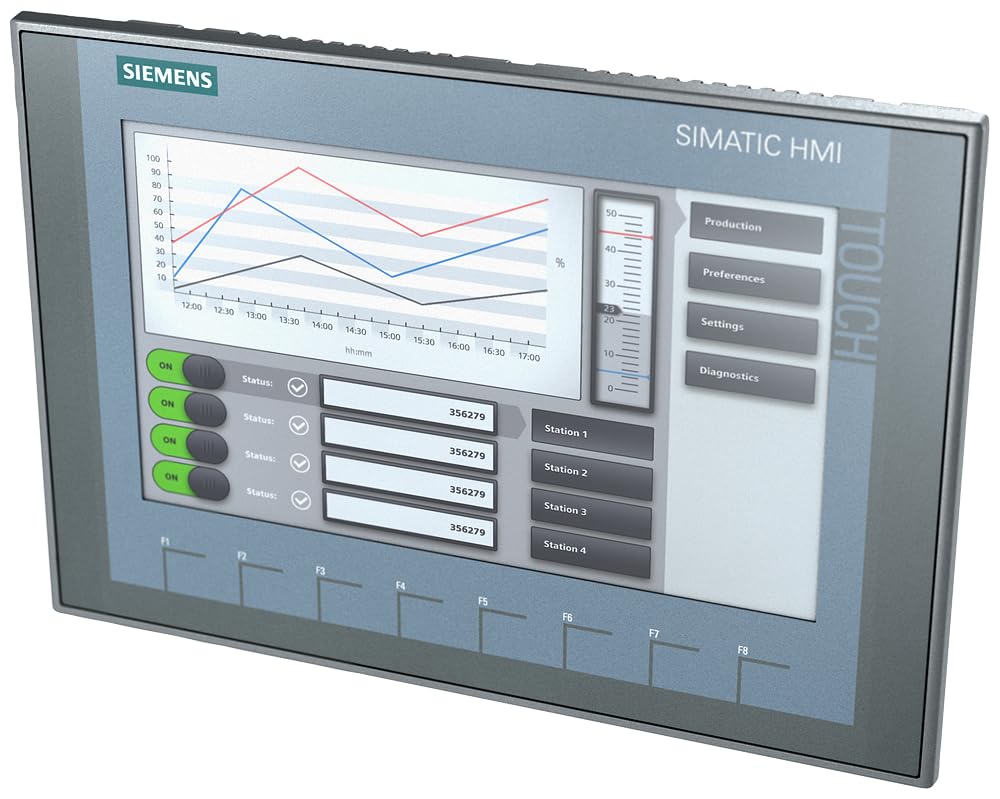 SIEMENS
SIMATIC HMI
TOUCH
100
90
80
70
60
50
40
30
20
10
%
12:00 12:30 13:00 13:30 14:00 14:30 15:00 15:30 16:00 16:30 17:00
hh:mm
50
40
30
23
20
10
0
Production
Preferences
Settings
Diagnostics
ON Status: 356279 Station 1
ON Status: 356279 Station 2
ON Status: 356279 Station 3
ON Status: 356279 Station 4
F1 F2 F3 F4 F5 F6 F7 F8